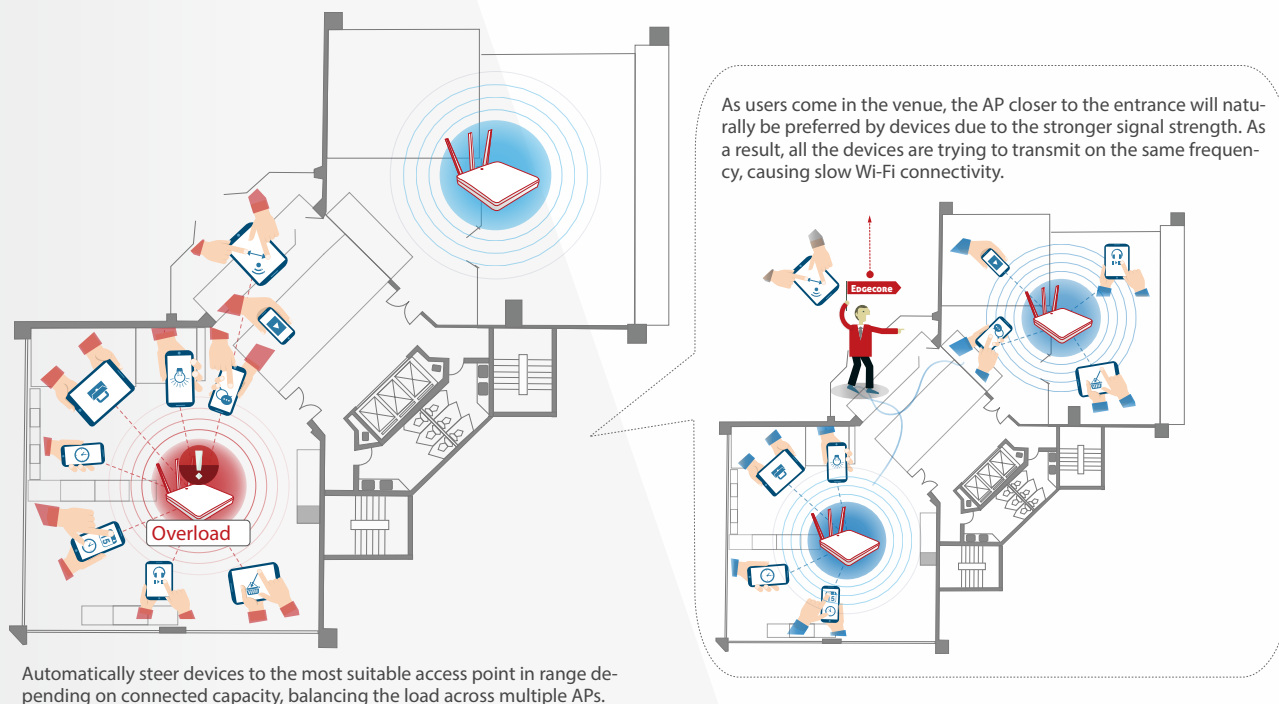 As users come in the venue, the AP closer to the entrance will natu-
rally be preferred by devices due to the stronger signal strength. As
a result, all the devices are trying to transmit on the same frequen-
cy, causing slow Wi-Fi connectivity.
Edgecore
Overload
Automatically steer devices to the most suitable access point in range de-
pending on connected capacity, balancing the load across multiple APs.